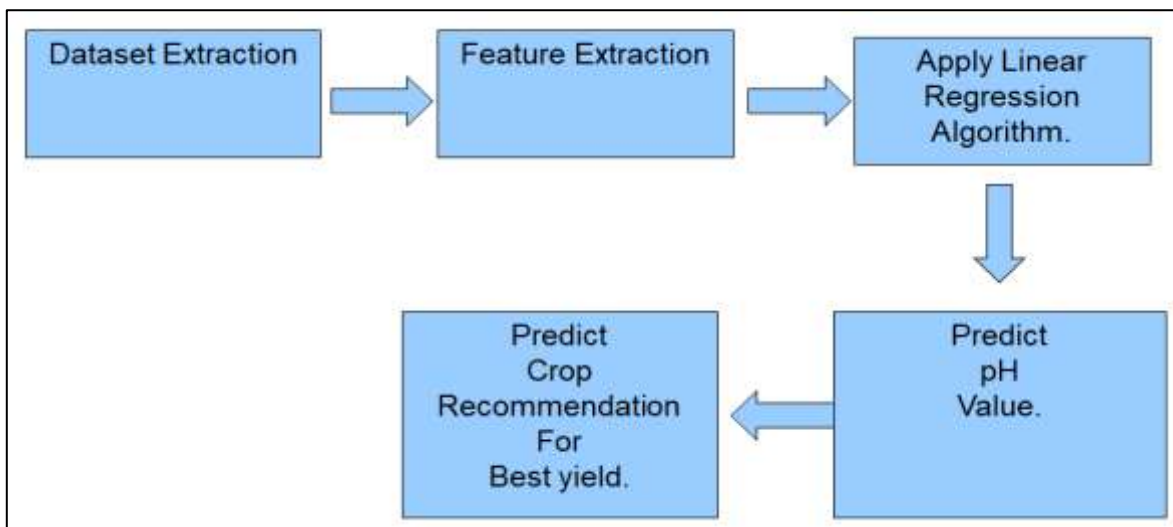 Dataset Extraction
Feature Extraction
Apply Linear
Regression
Algorithm.
Predict
pH
Value.
Predict
Crop
Recommendation
For
Best yield.